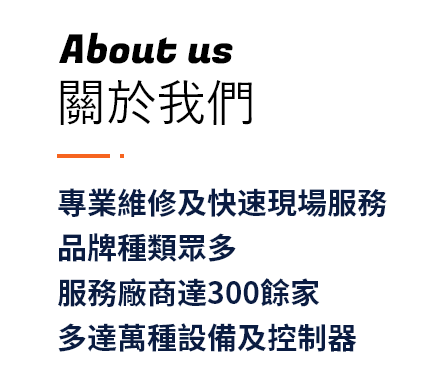 About us
關於我們
專業維修及快速現場服務
品牌種類眾多
服務廠商達300餘家
多達萬種設備及控制器